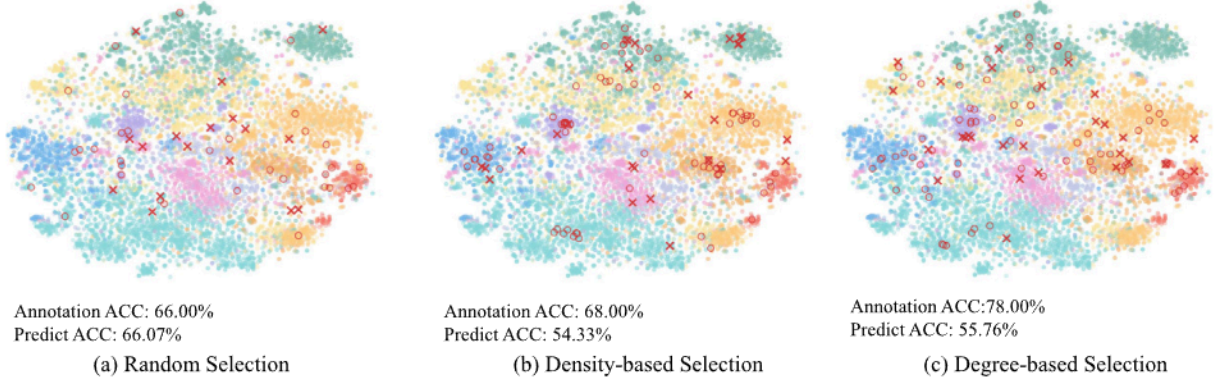 Annotation ACC: 66.00%
Predict ACC: 66.07%
(a) Random Selection
Annotation ACC: 68.00%
Predict ACC: 54.33%
(b) Density-based Selection
Annotation ACC:78.00%
Predict ACC: 55.76%
(c) Degree-based Selection